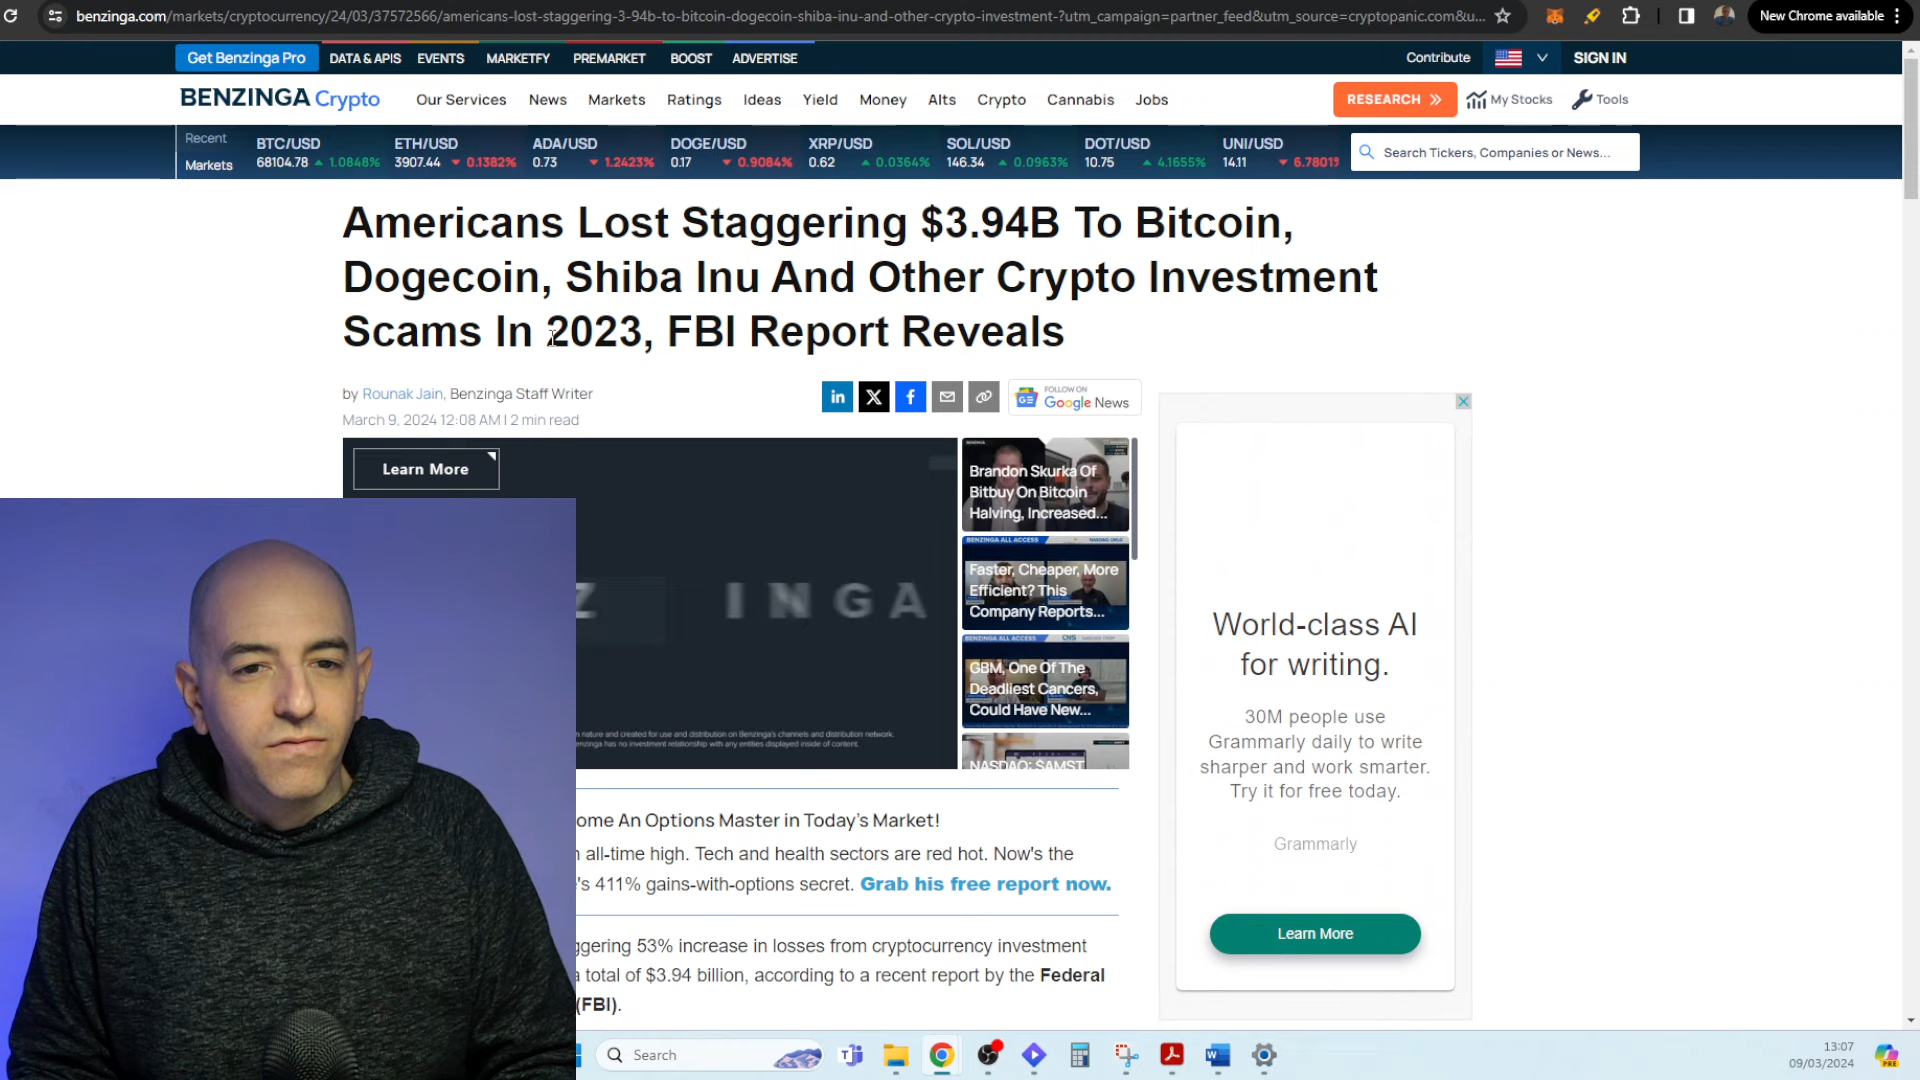 benzinga.com/markets/cryptocurrency/24/03/37572566/americans-lost-staggering-3-94b-to-bitcoin-dogecoin-shiba-inu-and-other-crypto-investment-?utm_campaign=partner_feed&utm_source=cryptopanic.com&u...
New Chrome available
Get Benzinga Pro DATA & APIS EVENTS MARKETFY PREMARKET BOOST ADVERTISE Contribute SIGN IN
BENZINGA Crypto Our Services News Markets Ratings Ideas Yield Money Alts Crypto Cannabis Jobs RESEARCH My Stocks Tools
Recent BTC/USD ETH/USD ADA/USD DOGE/USD XRP/USD SOL/USD DOT/USD UNI/USD
Markets 68104.78 1.0848% 3907.44 0.1382% 0.73 1.2423% 0.17 0.9084% 0.62 0.0364% 146.34 0.0963% 10.75 4.1655% 14.11 6.7801%
Search Tickers, Companies or News...
Americans Lost Staggering $3.94B To Bitcoin,
Dogecoin, Shiba Inu And Other Crypto Investment
Scams In 2023, FBI Report Reveals
by Rounak Jain, Benzinga Staff Writer
March 9, 2024 12:08 AM | 2 min read
in X f
FOLLOW ON
Google News
Learn More
Z INGA
n nature and created for use and distribution on Benzinga's channels and distribution network.
enzinga has no investment relationship with any entities displayed inside of content.
Brandon Skurka Of
Bitbuy On Bitcoin
Halving, Increased...
BENZINGA ALL ACCESS
Faster, Cheaper, More
Efficient? This
Company Reports...
BENZINGA ALL ACCESS
GBM, One Of The
Deadliest Cancers,
Could Have New...
NASDAQ: $AMST
World-class AI
for writing.
30M people use
Grammarly daily to write
sharper and work smarter.
Try it for free today.
Grammarly
Learn More
ome An Options Master in Today's Market!
n all-time high. Tech and health sectors are red hot. Now's the
's 411% gains-with-options secret. Grab his free report now.
ggering 53% increase in losses from cryptocurrency investment
a total of $3.94 billion, according to a recent report by the Federal
(FBI).
Search
13:07
09/03/2024